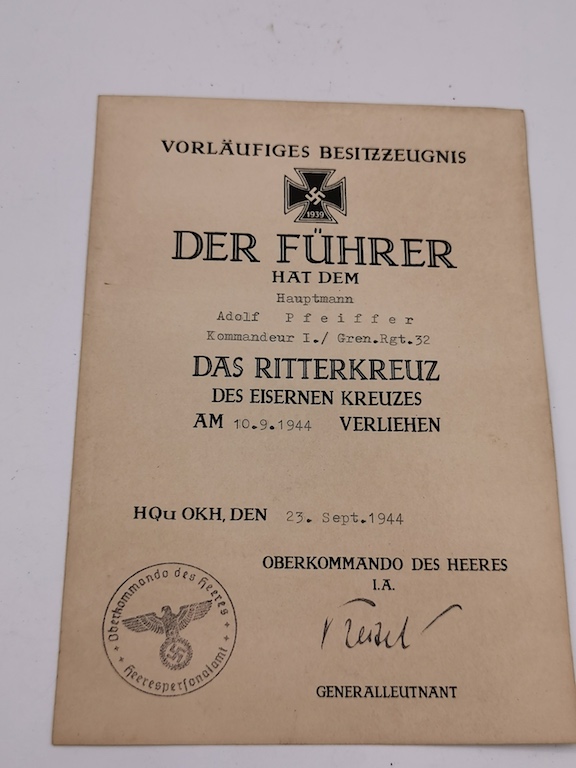 VORLÄUFIGES BESITZZEUGNIS
1939
DER FÜHRER
HAT DEM
Hauptmann
Adolf P f e i f f e r
Kommandeur I./ Gren.Rgt.32
DAS RITTERKREUZ
DES EISERNEN KREUZES
AM 10.9.1944 VERLIEHEN
HQu OKH, DEN 23. Sept.1944
OBERKOMMANDO DES HEERES
I.A.
GENERALLEUTNANT
Oberkommando des Heeres
Heerespersonalamt